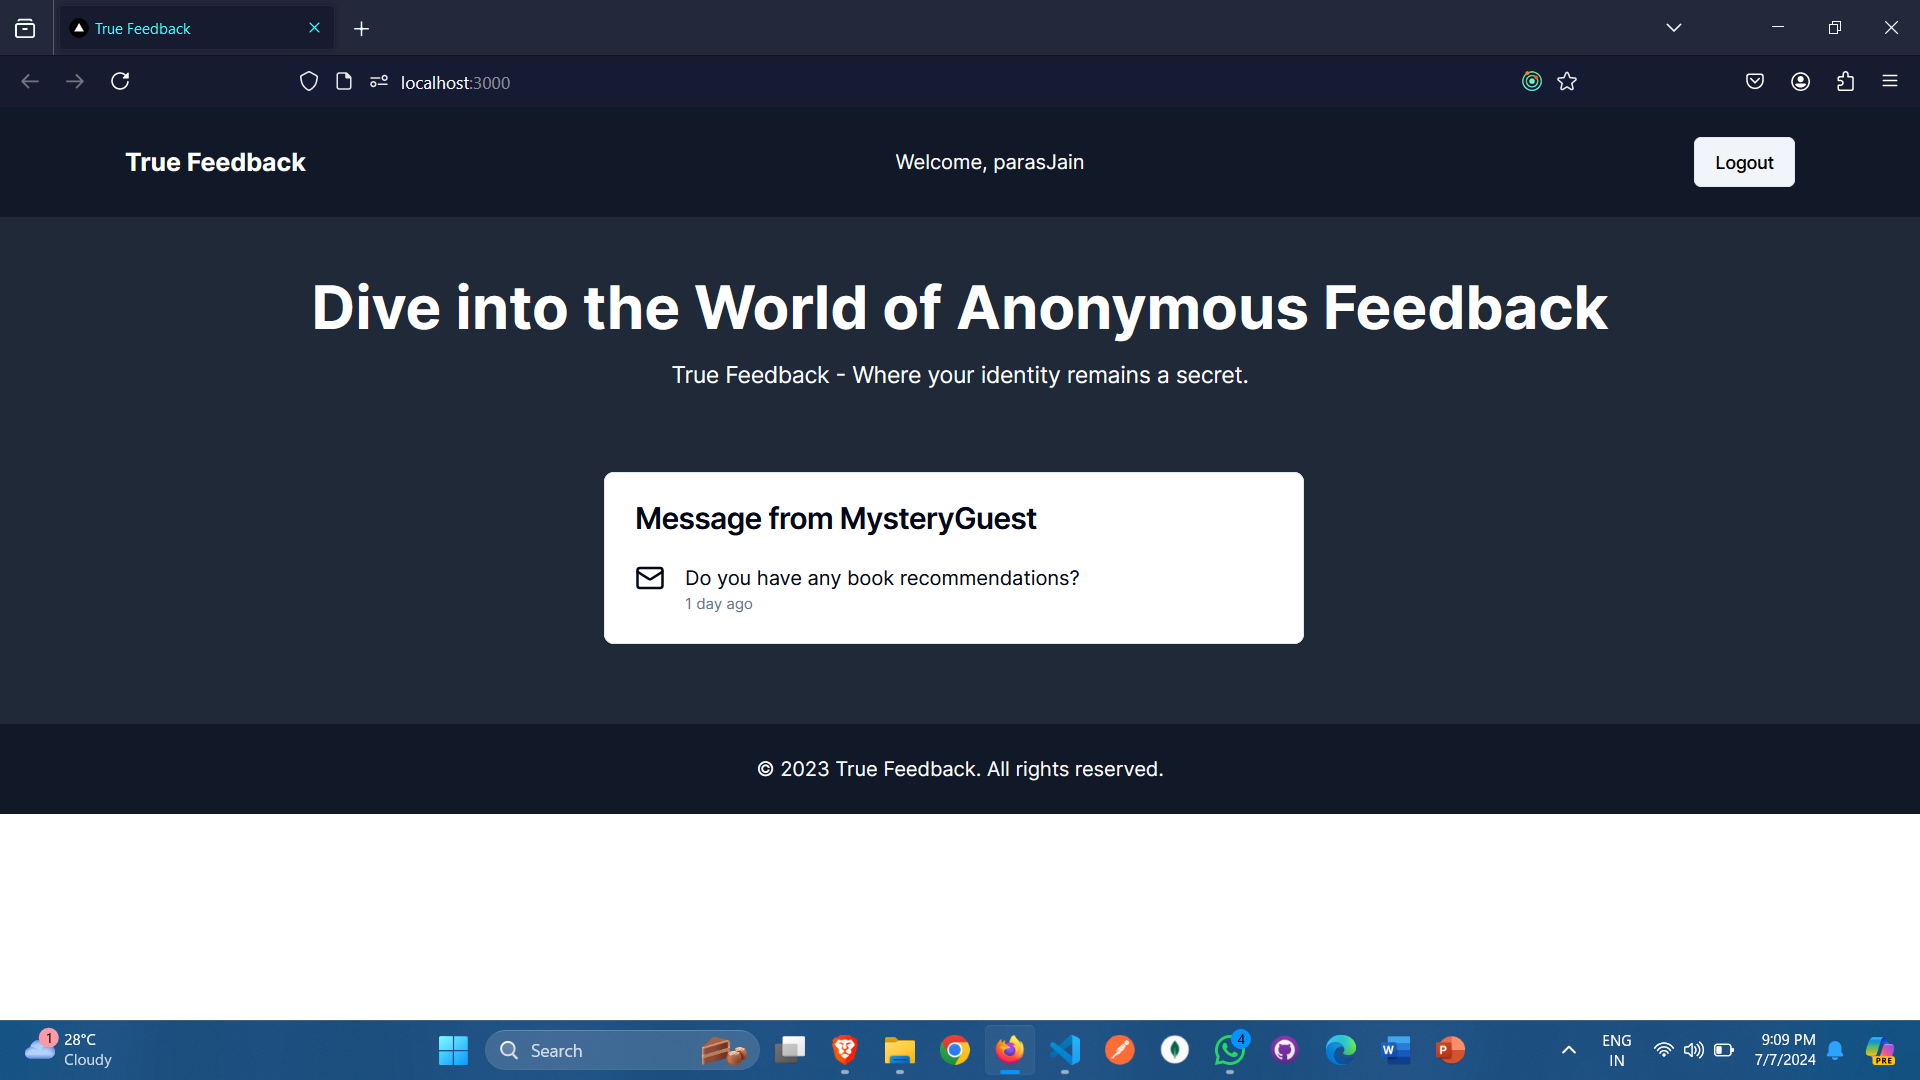 True Feedback
localhost:3000
True Feedback
Welcome, parasJain
Logout
Dive into the World of Anonymous Feedback
True Feedback - Where your identity remains a secret.
Message from MysteryGuest
Do you have any book recommendations?
1 day ago
© 2023 True Feedback. All rights reserved.
1
28°C
Cloudy
Search
4
W
P
ENG
IN
9:09 PM
7/7/2024
PRE